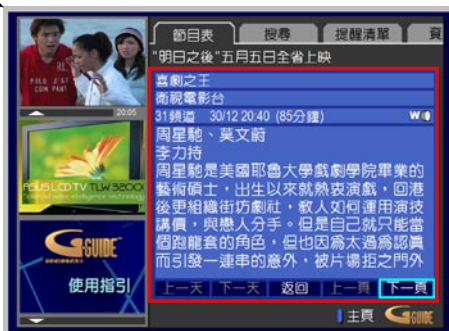 節目表
搜尋
提醒清單
"明日之後"五月五日全省上映
喜劇之王
衛視電影台
31頻道 30/12 20:40 (85分鐘)
周星馳、莫文蔚
李力持
周星馳是美國耶魯大學戲劇學院畢業的
藝術碩士，出生以來就熱衷演戲，回港
後更組織街坊劇社，教人如何運用演技
講價，與戀人分手。但是自己就只能當
個跑龍套的角色，但也因為太過為認真
而引發一連串的意外，被片場拒之門外
上一天
下一天
返回
上一頁
下一頁
主頁
GGUIDE
20:05
GGUIDE
使用指引